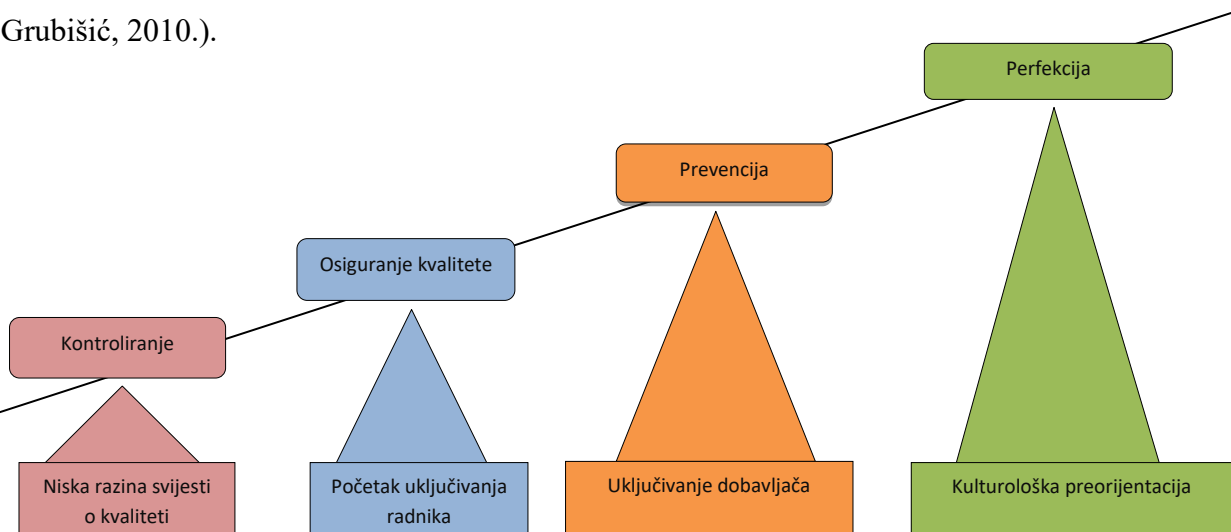 Grubišić, 2010.).
Perfekcija
Prevencija
Osiguranje kvalitete
Kontroliranje
Niska razina svijesti
o kvaliteti
Početak uključivanja
radnika
Uključivanje dobavljača
Kulturološka preorijentacija